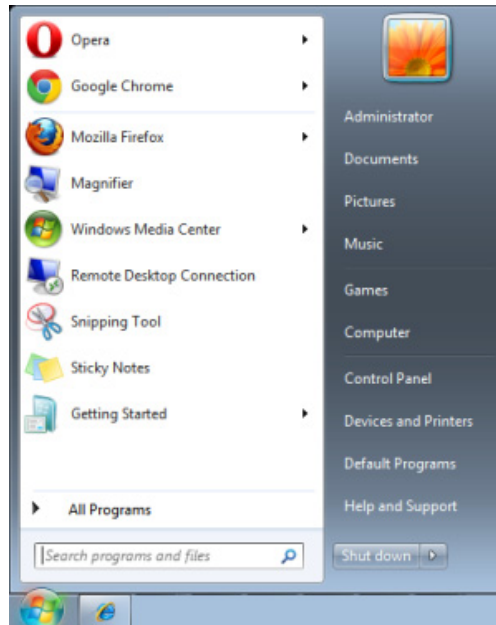 Opera
Google Chrome
Mozilla Firefox
Magnifier
Windows Media Center
Remote Desktop Connection
Snipping Tool
Sticky Notes
Getting Started
All Programs
Search programs and files
Administrator
Documents
Pictures
Music
Games
Computer
Control Panel
Devices and Printers
Default Programs
Help and Support
Shut down